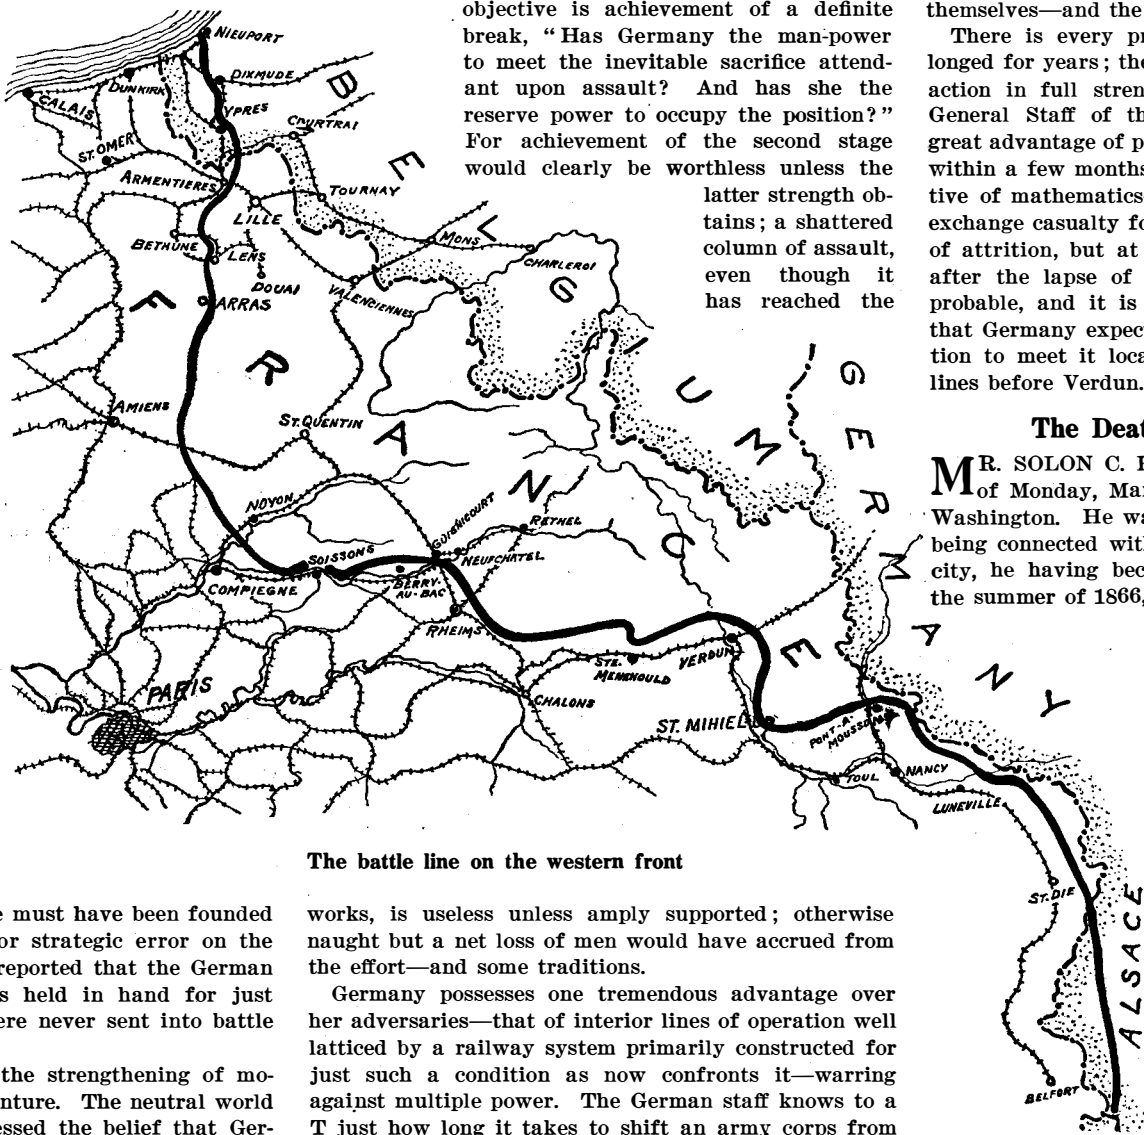 objective is achievement of a definite
break, “Has Germany the man-power
to meet the inevitable sacrifice attend-
ant upon assault? And has she the
reserve power to occupy the position?”
For achievement of the second stage
would clearly be worthless unless the
latter strength ob-
tains; a shattered
column of assault,
even though it
has reached the
themselves—and the
There is every
longed for years; the
action in full
General Staff of
great advantage of
within a few months
tive of mathematics
exchange casualty
of attrition, but at
after the lapse of
probable, and it is
that Germany
tion to meet it
lines before Verdun.
The
MR. SOLON C.
of Monday,
Washington. He
being connected
city, he having
the summer of 1866,
NIEUPORT
DIXMUDE
DUNKIRK
CALAIS
YPRES
COURTRAI
ST. OMER
ARMENTIERES
TOURNAY
LILLE
BETHUNE
LENS
MONS
CHARLEROI
DOUAI
VALENCIENNES
ARRAS
AMIENS
ST. QUENTIN
NOYON
GUIGNICOURT
RETHEL
SOISSONS
NEUFCHATEL
COMPIEGNE
BERRY-
AU-BAC
RHEIMS
VERDUN
STE.
MENEHOULD
PARIS
CHALONS
ST. MIHIEL
PONT-A
MOUSSON
TOUL
NANCY
LUNEVILLE
ST. DIE
BELFORT
BELGIUM
FRANCE
GERMANY
ALSACE
The battle line on the western front
must have been founded
or strategic error on the
reported that the German
held in hand for just
never sent into battle
the strengthening of mo-
The neutral world
the belief that Ger-
works, is useless unless amply supported; otherwise
naught but a net loss of men would have accrued from
the effort—and some traditions.
Germany possesses one tremendous advantage over
her adversaries—that of interior lines of operation well
latticed by a railway system primarily constructed for
just such a condition as now confronts it—warring
against multiple power. The German staff knows to a
T just how long it takes to shift an army corps from